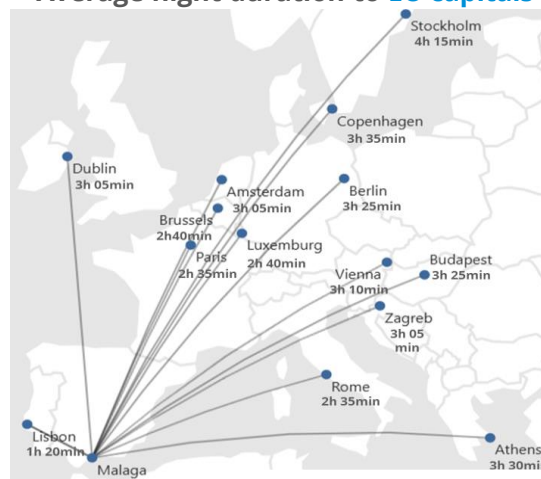 Stockholm
4h 15min
Copenhagen
3h 35min
Dublin
3h 05min
Amsterdam
3h 05min
Berlin
3h 25min
Brussels
2h40min
Paris
2h 35min
Luxemburg
2h 40min
Vienna
3h 10min
Budapest
3h 25min
Zagreb
3h 05
min
Rome
2h 35min
Lisbon
1h 20min
Malaga
Athens
3h 30mi